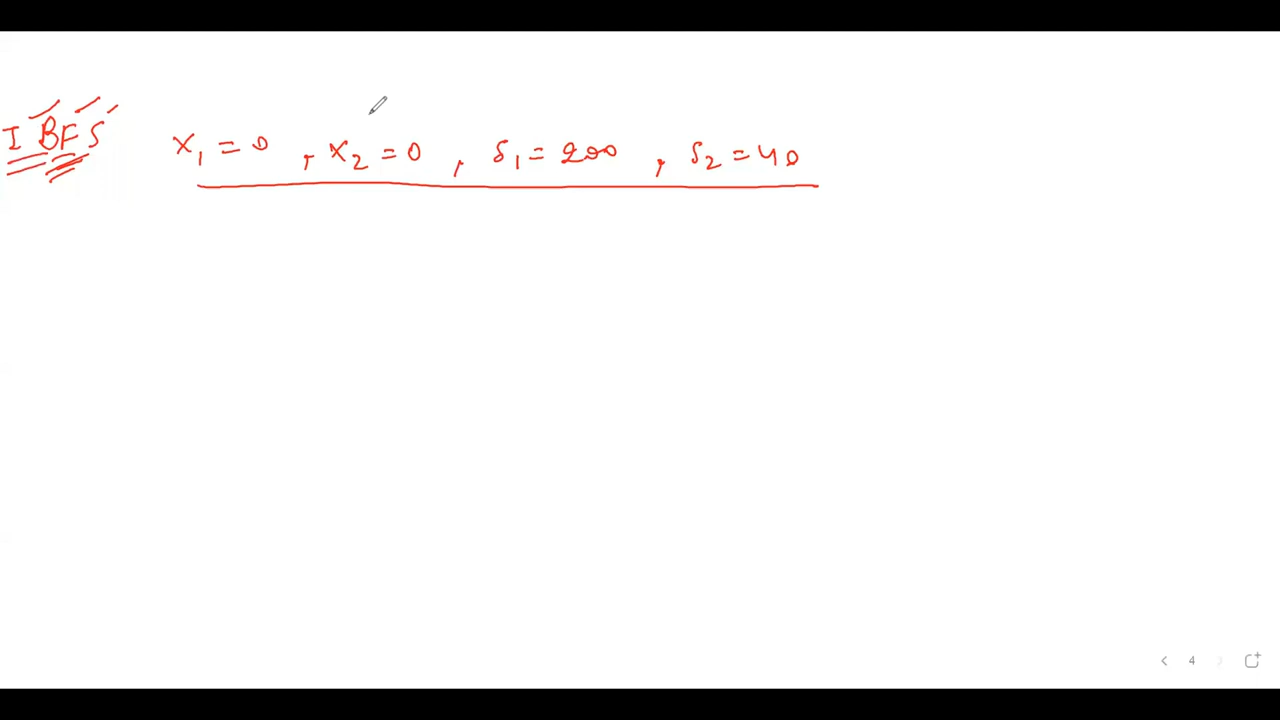 IBFS x₁ = 0 , x₂ = 0 , s₁ = 200 , s₂ = 40
4